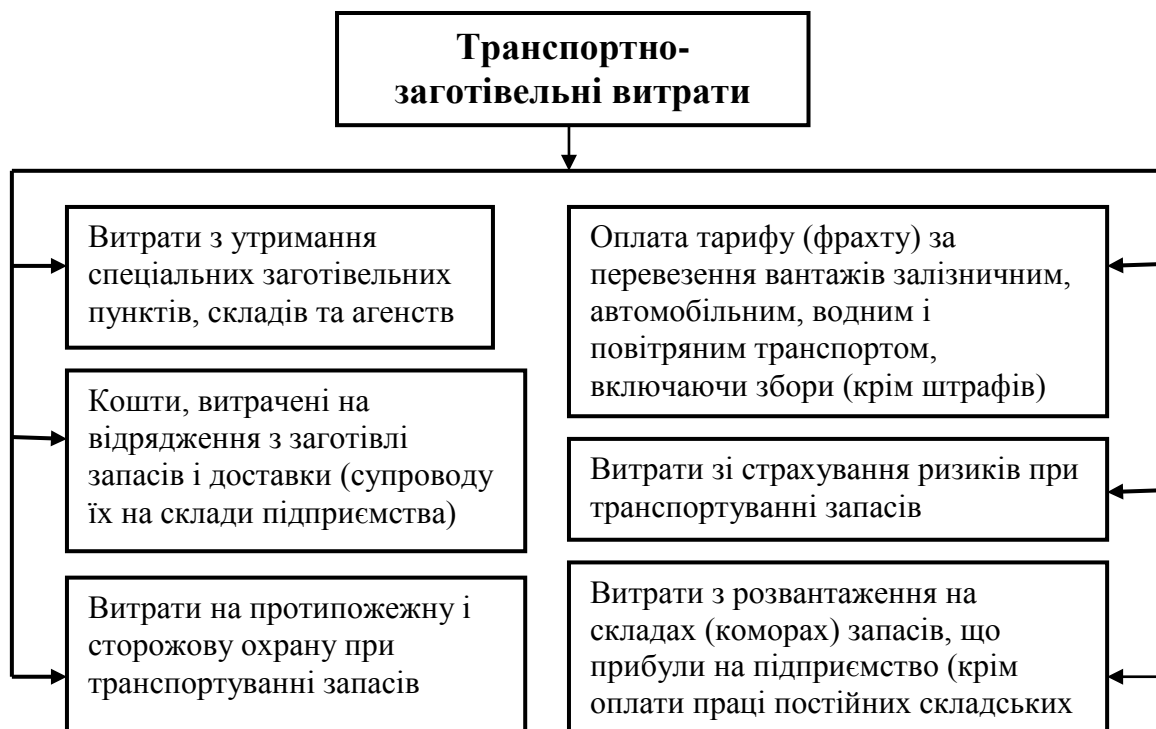 Транспортно-
заготівельні витрати
Витрати з утримання
спеціальних заготівельних
пунктів, складів та агенств
Кошти, витрачені на
відрядження з заготівлі
запасів і доставки (супроводу
їх на склади підприємства)
Витрати на протипожежну і
сторожову охрану при
транспортуванні запасів
Оплата тарифу (фрахту) за
перевезення вантажів залізничним,
автомобільним, водним і
повітряним транспортом,
включаючи збори (крім штрафів)
Витрати зі страхування ризиків при
транспортуванні запасів
Витрати з розвантаження на
складах (коморах) запасів, що
прибули на підприємство (крім
оплати праці постійних складських